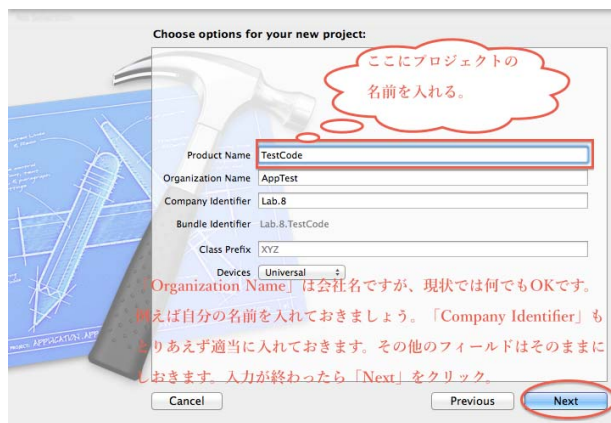 Choose options for your new project:
ここにプロジェクトの
名前を入れる。
Product Name TestCode
Organization Name AppTest
Company Identifier Lab.8
Bundle Identifier Lab.8.TestCode
Class Prefix XYZ
Devices Universal
「Organization Name」は会社名ですが、現状では何でもOKです。
例えば自分の名前を入れておきましょう。「Company Identifier」も
とりあえず適当に入れておきます。その他のフィールドはそのままに
しおきます。入力が終わったら「Next」をクリック。
Cancel Previous Next